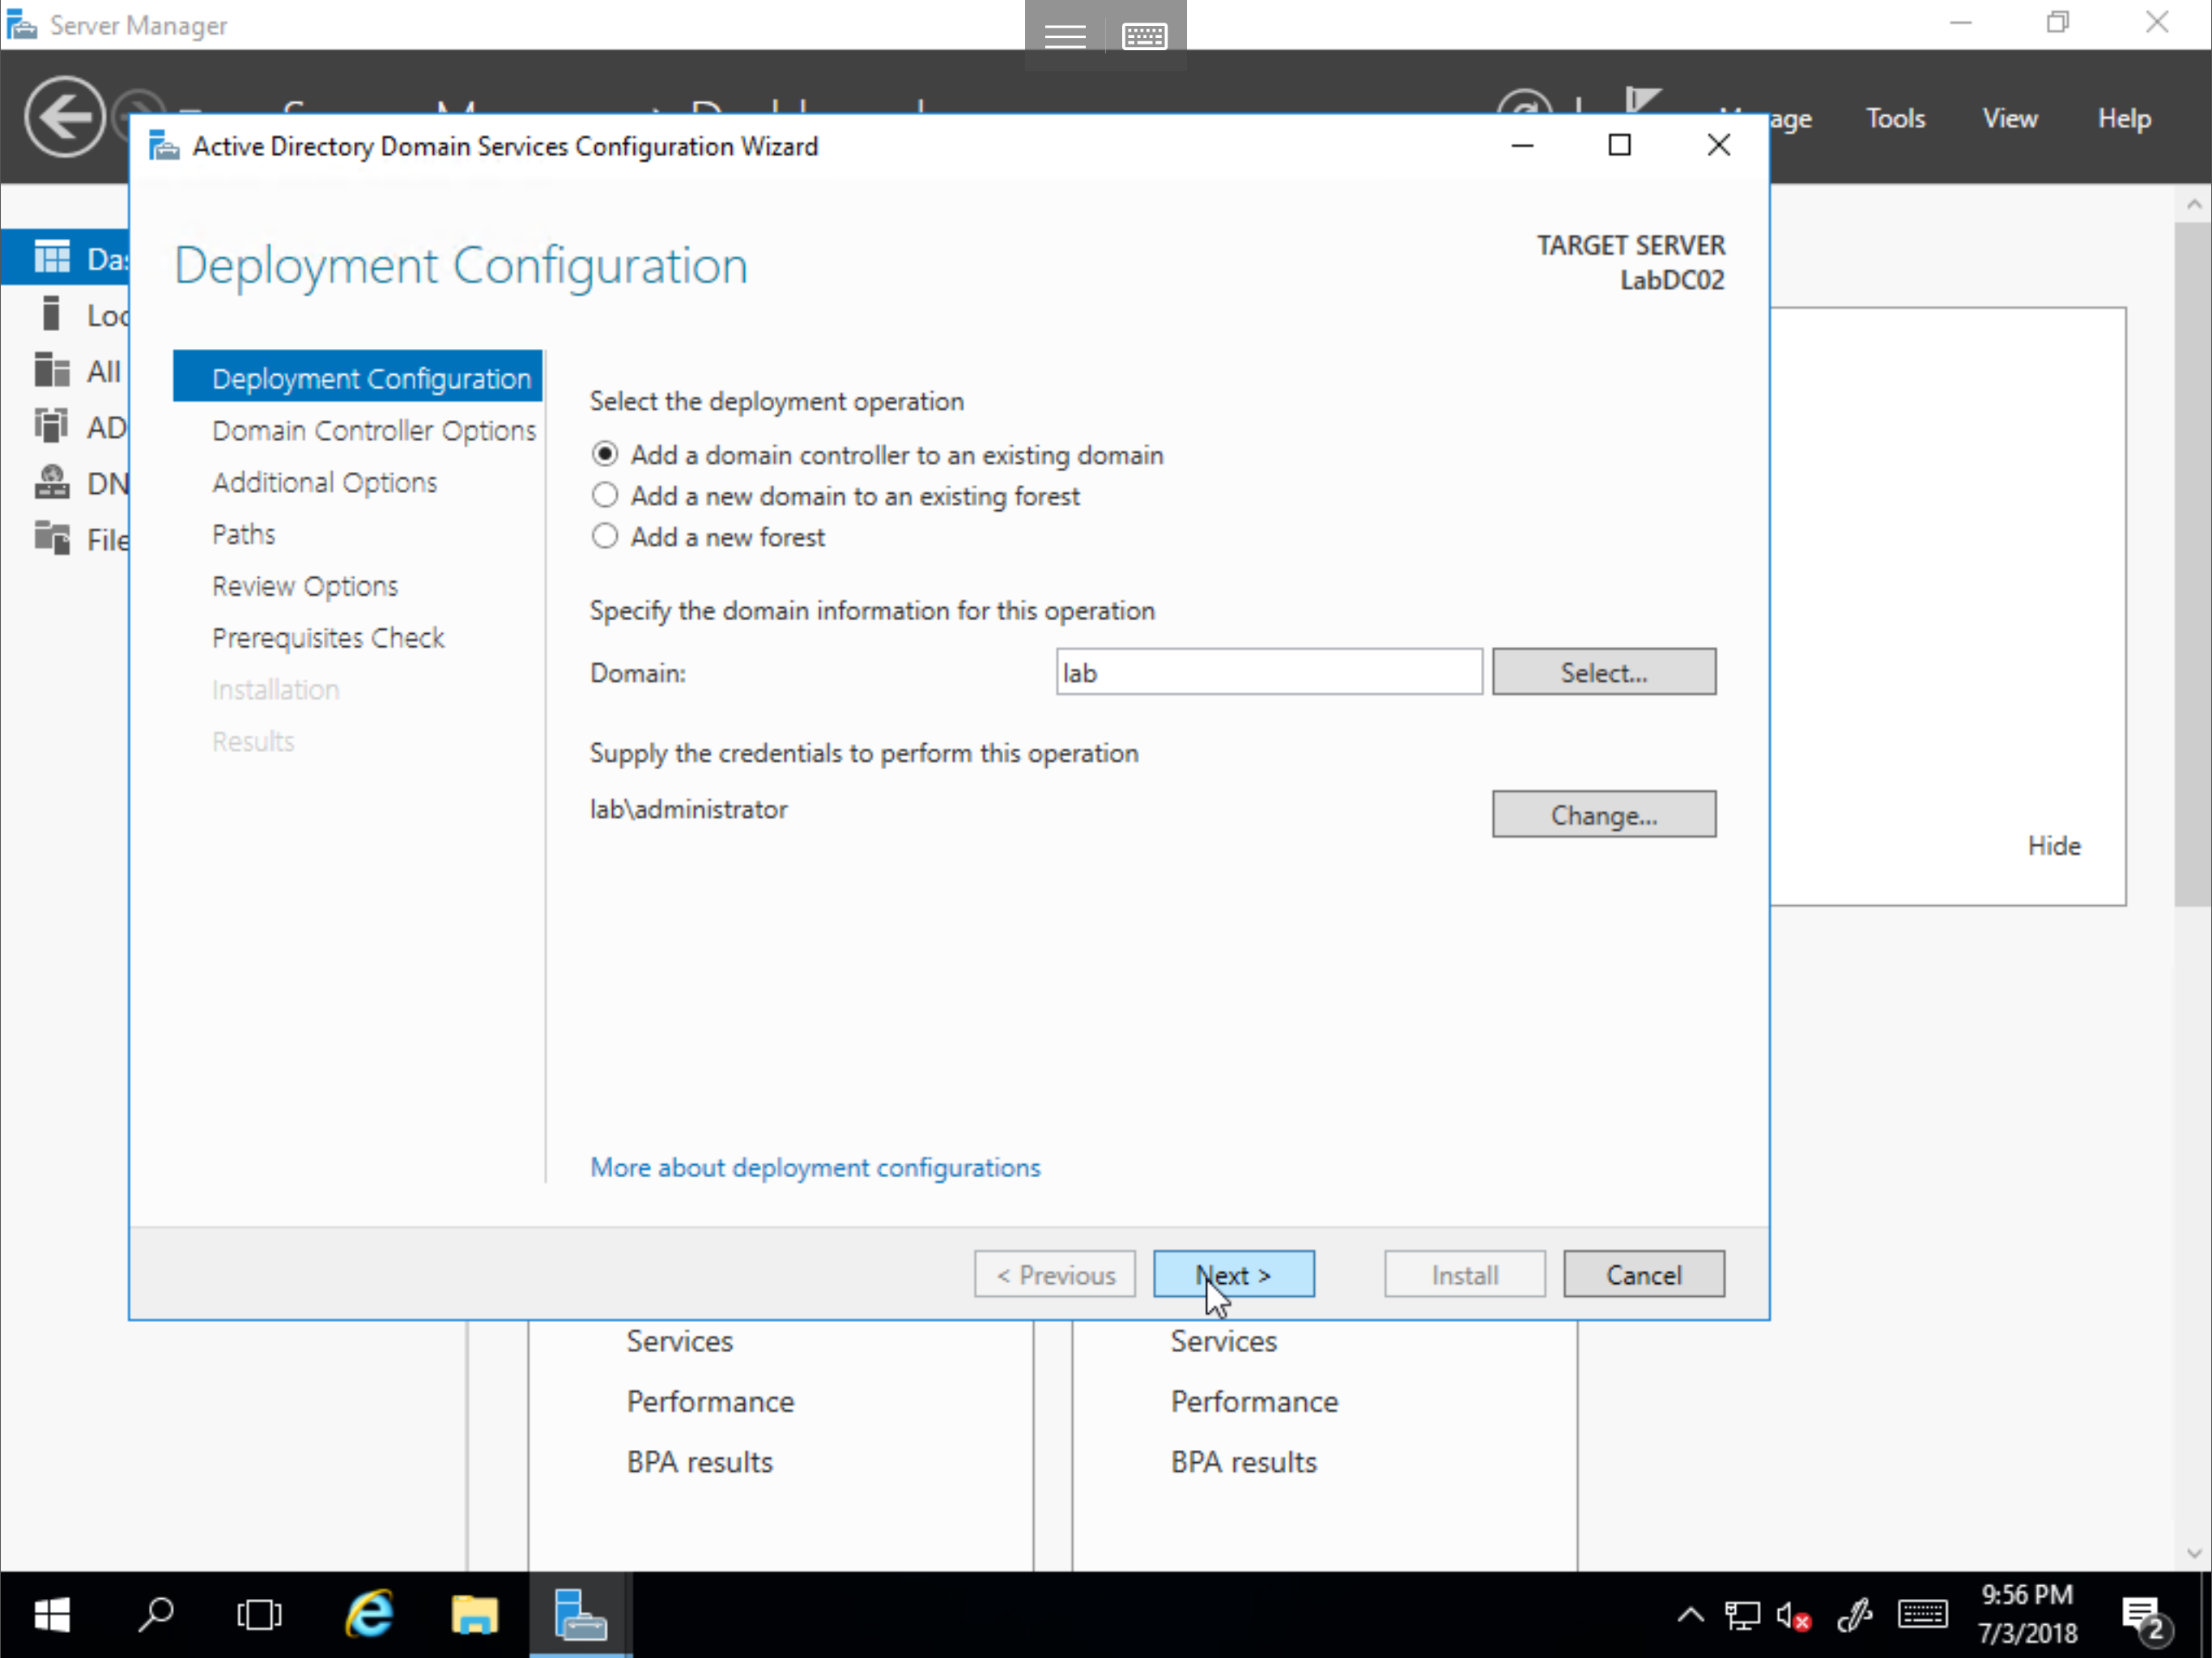 Server Manager
Tools
View
Help
Active Directory Domain Services Configuration Wizard
Deployment Configuration
TARGET SERVER
LabDC02
Deployment Configuration
Domain Controller Options
Additional Options
Paths
Review Options
Prerequisites Check
Installation
Results
Select the deployment operation
Add a domain controller to an existing domain
Add a new domain to an existing forest
Add a new forest
Specify the domain information for this operation
Domain:
lab
Select...
Supply the credentials to perform this operation
lab\administrator
Change...
More about deployment configurations
< Previous
Next >
Install
Cancel
All
AD
DN
File
Hide
Services
Performance
BPA results
Services
Performance
BPA results
9:56 PM
7/3/2018
2